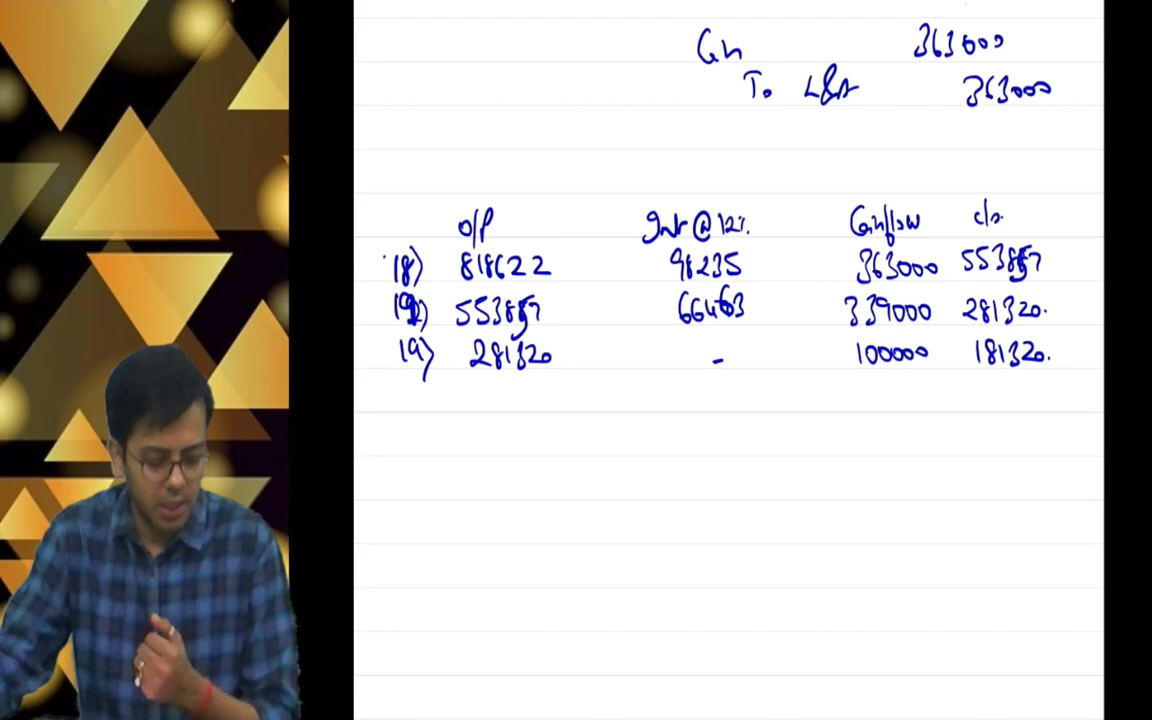 Cash 363000
To L&A 363000
o/p Int @ 12%. Cashflow c/s.
18) 818622 98235 363000 553857
19) 553857 66463 339000 281320.
19) 281320 - 100000 181320.